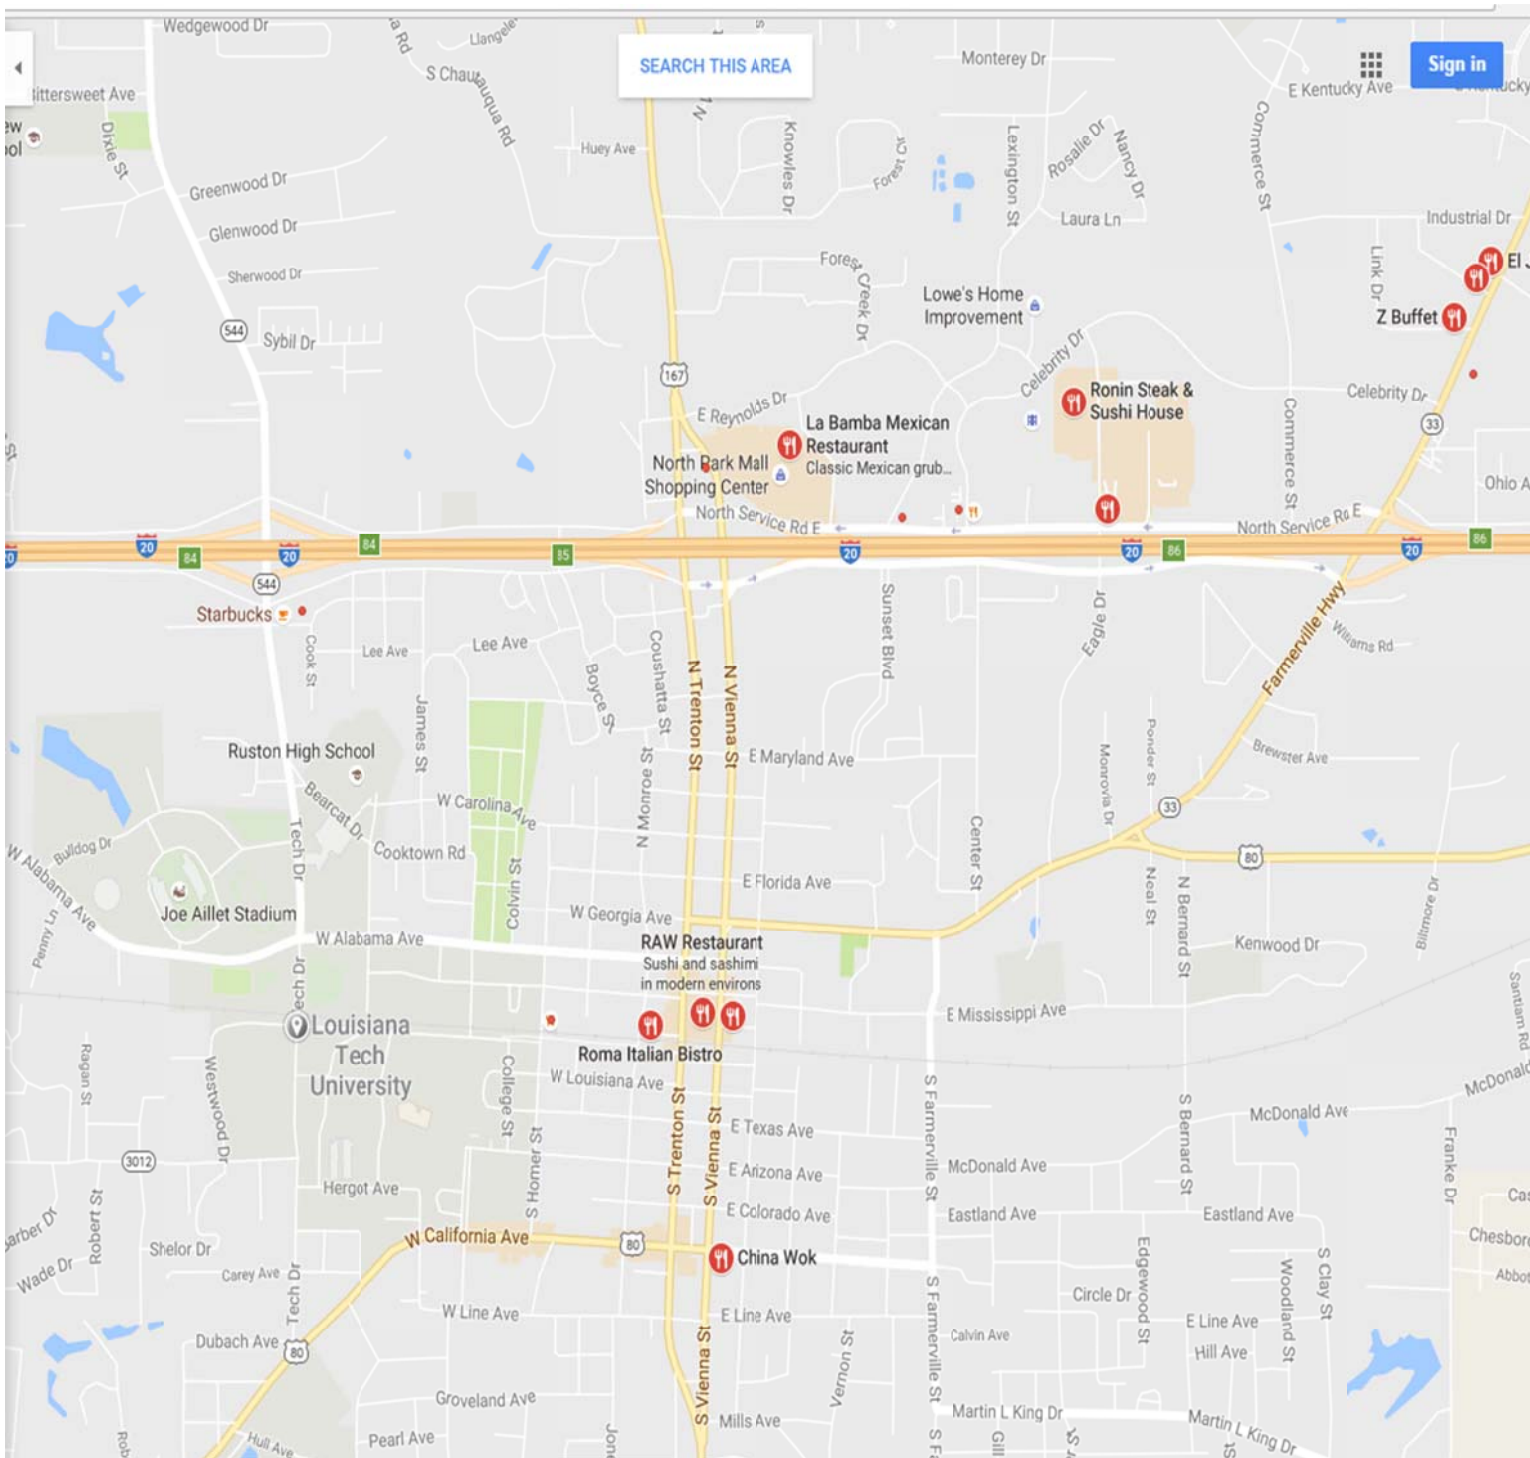 Wedgewood Dr
Llangele
S Chautauqua Rd
SEARCH THIS AREA
Monterey Dr
Sign in
E Kentucky Ave
Bittersweet Ave
Dixie St
Huey Ave
Knowles Dr
Forest Cir
Lexington St
Rosalie Dr
Nancy Dr
Commerce St
Greenwood Dr
Glenwood Dr
Laura Ln
Industrial Dr
Sherwood Dr
Forest Creek Dr
Link Dr
El J
Lowe's Home
Improvement
Z Buffet
544
Sybil Dr
167
Celebrity Dr
E Reynolds Dr
Ronin Steak &
Sushi House
Celebrity Dr
33
La Bamba Mexican
Restaurant
Classic Mexican grub...
North Park Mall
Shopping Center
Commerce St
Ohio A
North Service Rd E
North Service Rd E
20
84
20
84
85
20
20
86
20
86
544
Starbucks
Cook St
Lee Ave
Lee Ave
Boyce St
Coushatta St
N Trenton St
N Vienna St
Sunset Blvd
Eagle Dr
Farmerville Hwy
Williams Rd
James St
Ruston High School
N Monroe St
E Maryland Ave
Monrovia Dr
Ponder St
Brewster Ave
33
Bearcat Dr
W Carolina Ave
Tech Dr
Cooktown Rd
Bulldog Dr
W Alabama Ave
Center St
80
Joe Aillet Stadium
Colvin St
E Florida Ave
Neal St
N Bernard St
Biltmore Dr
Penny Ln
W Georgia Ave
W Alabama Ave
Kenwood Dr
RAW Restaurant
Sushi and sashimi
in modern environs
Tech Dr
Santiam Rd
E Mississippi Ave
Louisiana
Tech
University
Roma Italian Bistro
Ragan St
Westwood Dr
College St
W Louisiana Ave
S Trenton St
S Vienna St
S Farmerville St
McDonald
S Bernard St
McDonald Ave
E Texas Ave
3012
Hergot Ave
S Homer St
E Arizona Ave
McDonald Ave
Franke Dr
Robert St
E Colorado Ave
Eastland Ave
Eastland Ave
Barber Dr
Wade Dr
Shelor Dr
W California Ave
80
China Wok
Carey Ave
Tech Dr
S Farmerville St
Circle Dr
Edgewood St
Woodland St
S Clay St
Abbot
W Line Ave
E Line Ave
E Line Ave
Dubach Ave
80
S Vienna St
Vernon St
Calvin Ave
Hill Ave
Groveland Ave
Mills Ave
Martin L King Dr
Martin L King Dr
Hull Ave
Pearl Ave